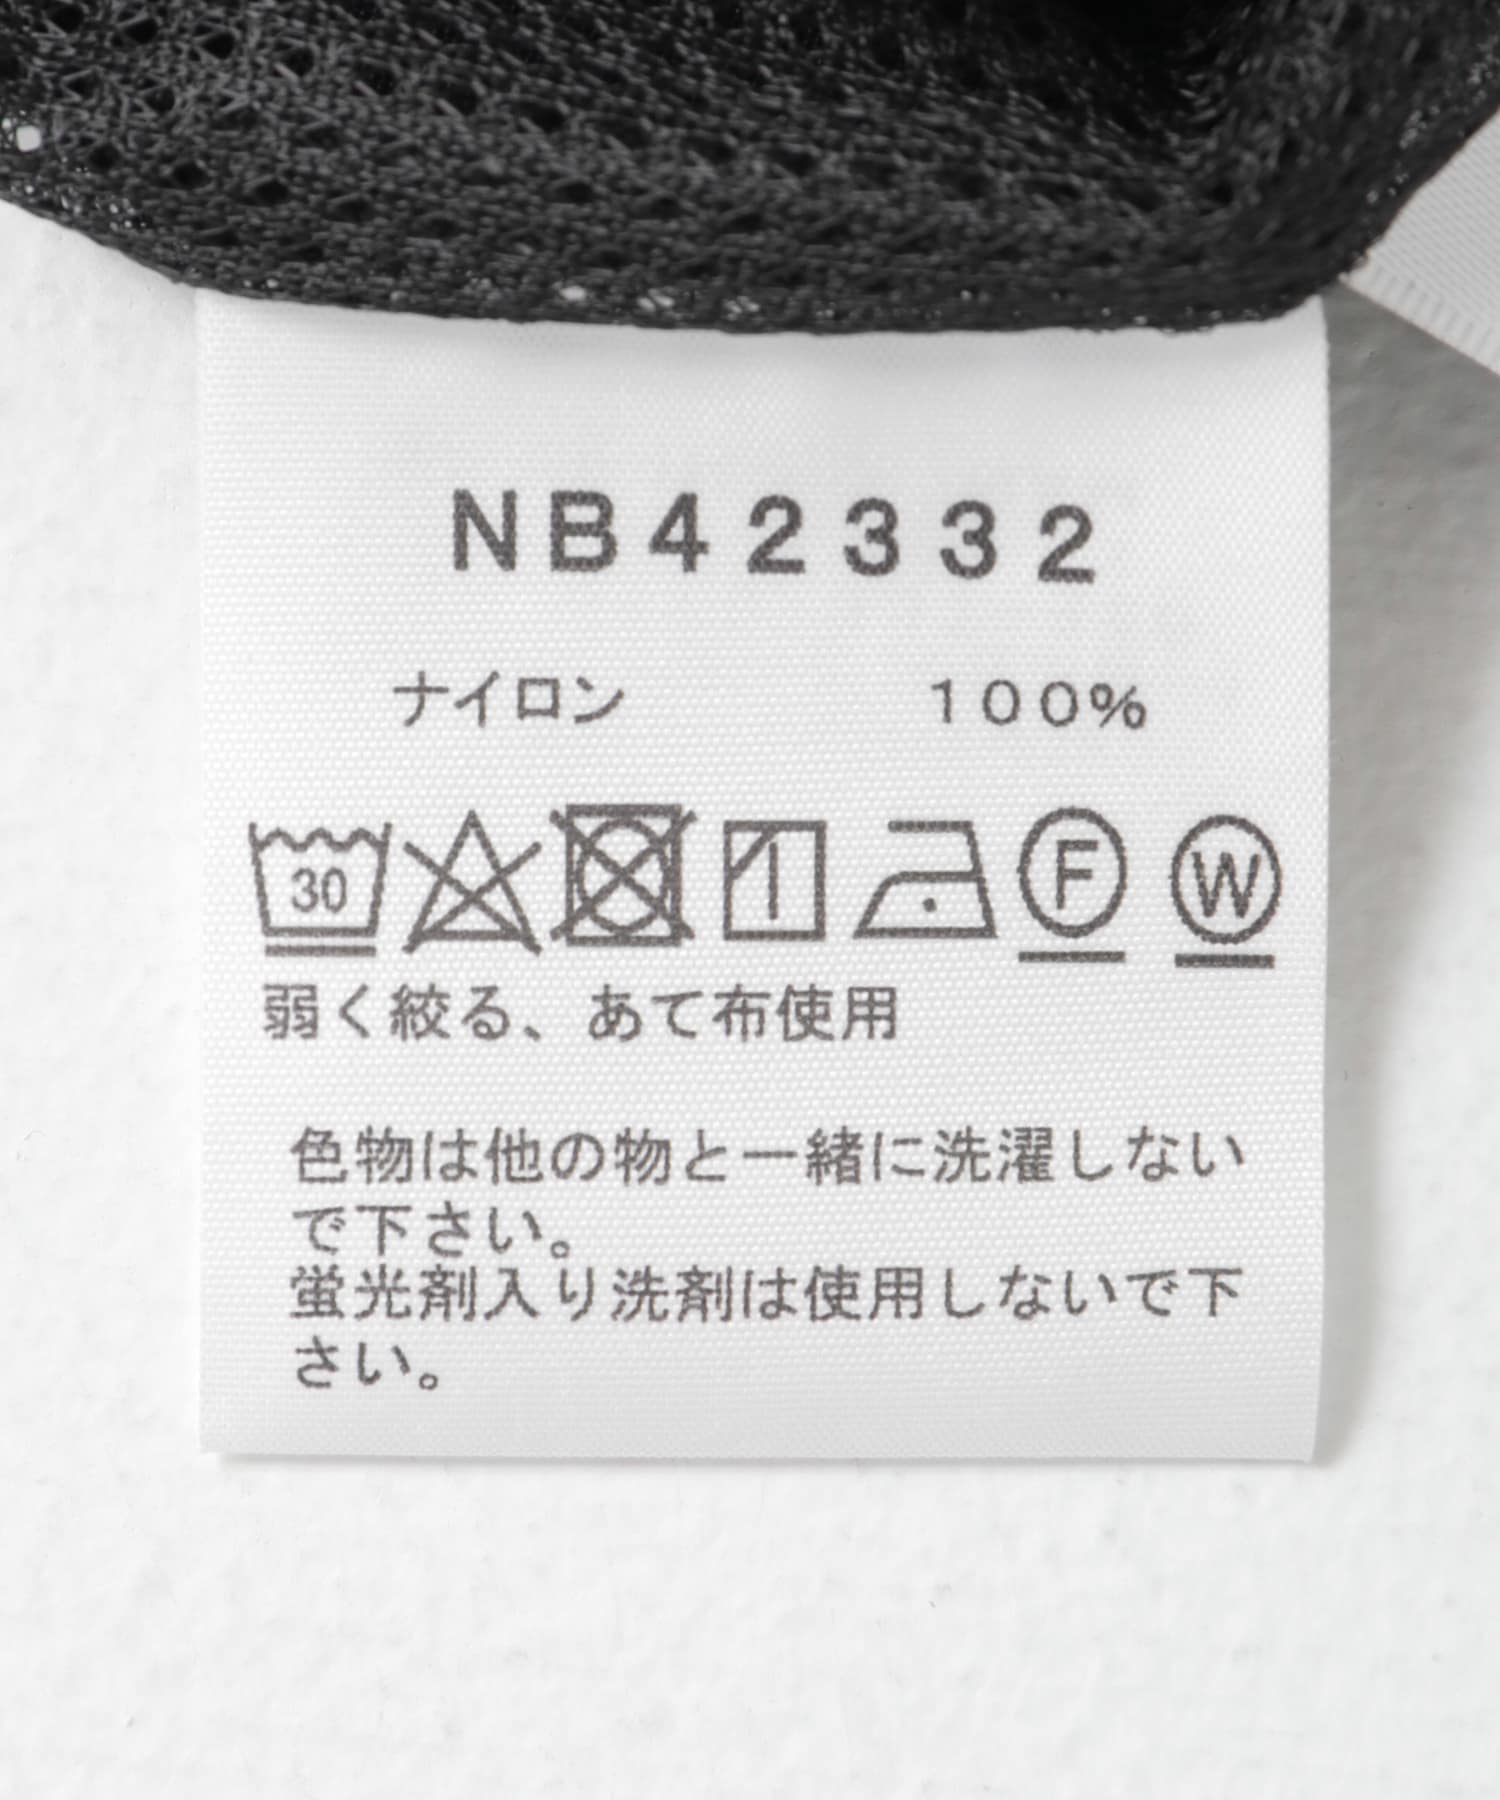 NB42332
ナイロン 100%
30 F W
弱く絞る、あて布使用
色物は他の物と一緒に洗濯しない
で下さい。
蛍光剤入り洗剤は使用しないで下
さい。